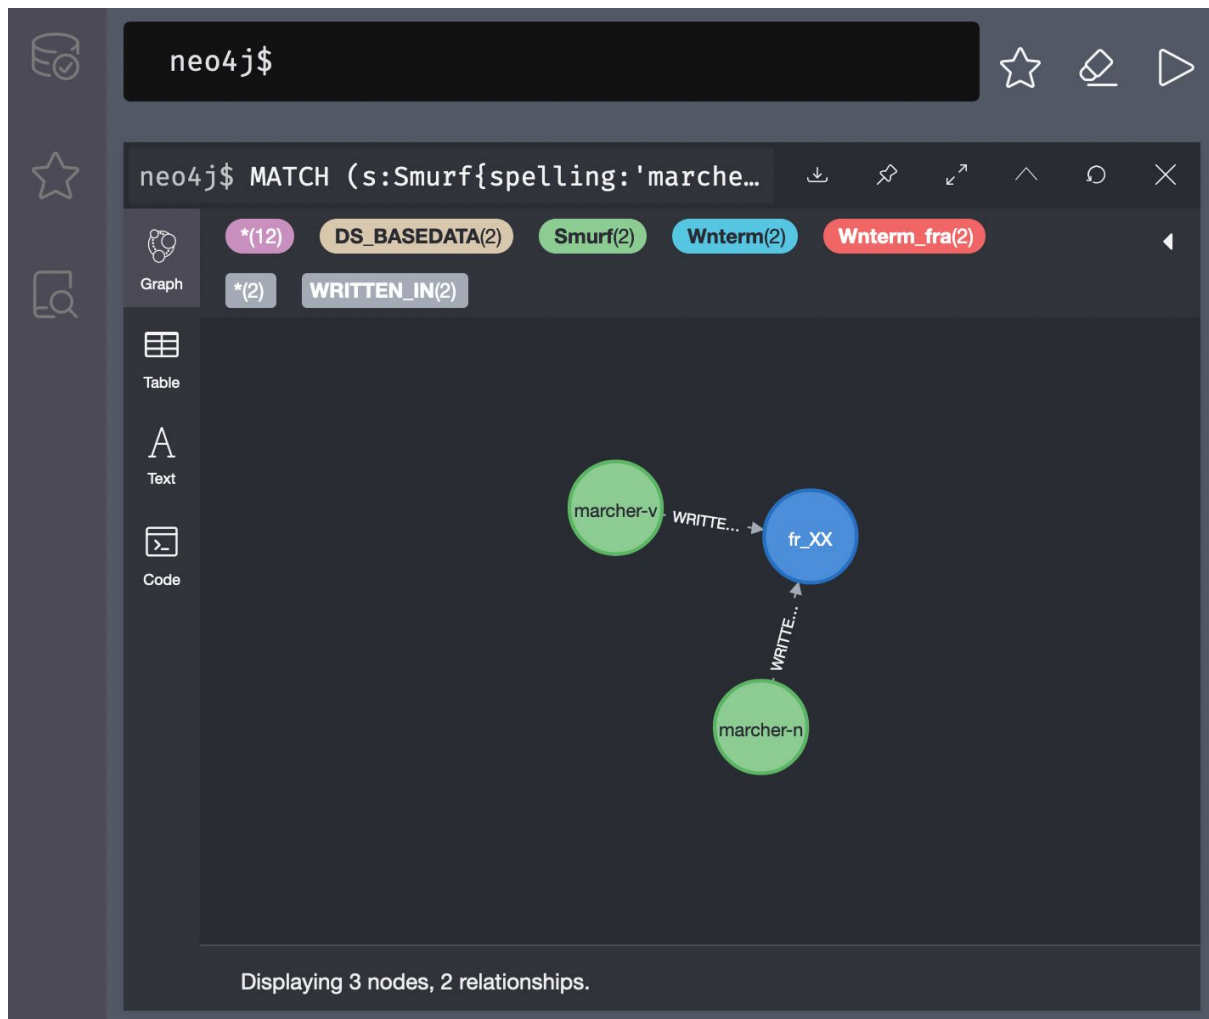 neo4j$
neo4j$ MATCH (s:Smurf{spelling:'marche…
*(12) DS_BASEDATA(2) Smurf(2) Wnterm(2) Wnterm_fra(2)
Graph
*(2) WRITTEN_IN(2)
Table
A
Text
Code
marcher-v
WRITTE...
fr_XX
WRITTE...
marcher-n
Displaying 3 nodes, 2 relationships.